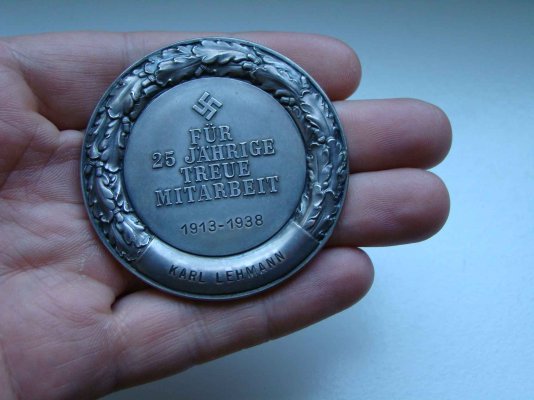 FÜR
25 JÄHRIGE
TREUE
MITARBEIT
1913-1938
KARL LEHMANN